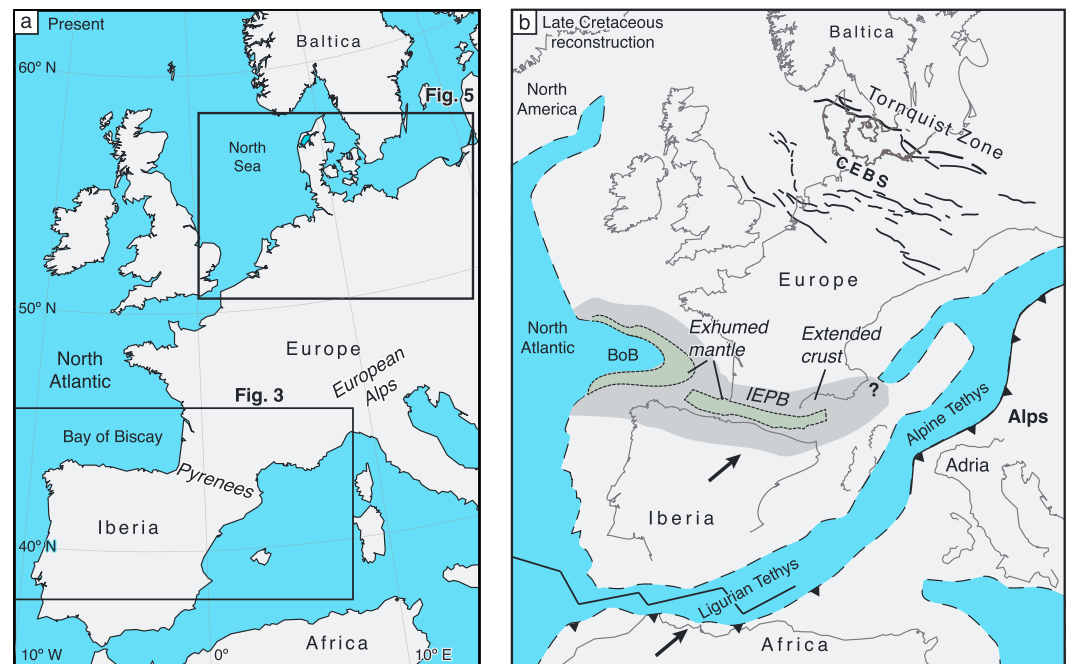 a
Present
Baltica
60° N
Fig. 5
North
Sea
50° N
Europe
North
Atlantic
European
Alps
Fig. 3
Bay of Biscay
Pyrenees
Iberia
40° N
Africa
10° W
0°
10° E
b
Late Cretaceous
reconstruction
Baltica
North
America
Tornquist Zone
CEBS
Europe
North
Atlantic
BoB
Exhumed
mantle
Extended
crust
IEPB
?
Alpine Tethys
Alps
Adria
Iberia
Ligurian Tethys
Africa